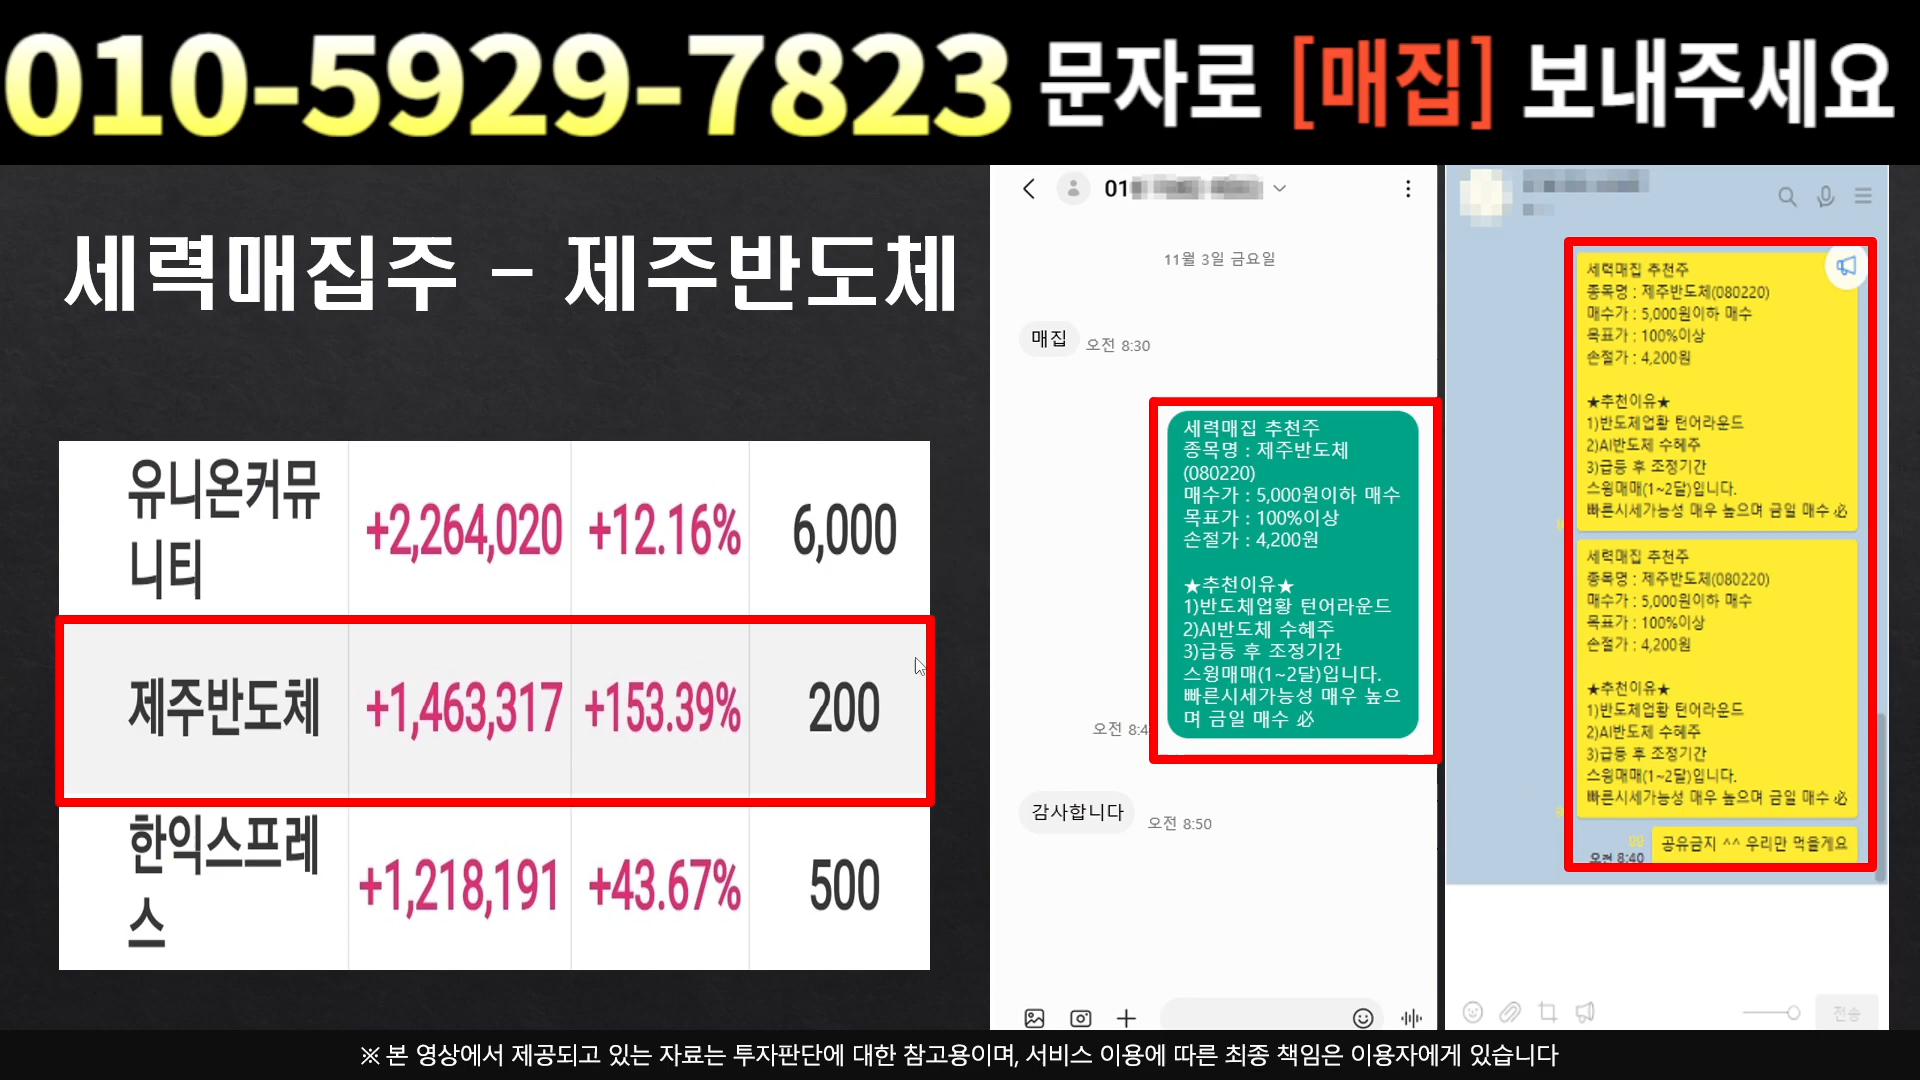 010-5929-7823 문자로 [매집] 보내주세요
세력매집주 - 제주반도체
유니온커뮤
니티
+2,264,020
+12.16%
6,000
제주반도체
+1,463,317
+153.39%
200
한익스프레
스
+1,218,191
+43.67%
500
01
11월 3일 금요일
매집
오전 8:30
세력매집 추천주
종목명 : 제주반도체
(080220)
매수가 : 5,000원이하 매수
목표가 : 100%이상
손절가 : 4,200원
★추천이유★
1)반도체업황 턴어라운드
2)AI반도체 수혜주
3)급등 후 조정기간
스윙매매(1~2달)입니다.
빠른시세가능성 매우 높으
며 금일 매수 必
오전 8:4
감사합니다
오전 8:50
세력매집 추천주
종목명 : 제주반도체(080220)
매수가 : 5,000원이하 매수
목표가 : 100%이상
손절가 : 4,200원
★추천이유★
1)반도체업황 턴어라운드
2)AI반도체 수혜주
3)급등 후 조정기간
스윙매매(1~2달)입니다.
빠른시세가능성 매우 높으며 금일 매수 必
세력매집 추천주
종목명 : 제주반도체(080220)
매수가 : 5,000원이하 매수
목표가 : 100%이상
손절가 : 4,200원
★추천이유★
1)반도체업황 턴어라운드
2)AI반도체 수혜주
3)급등 후 조정기간
스윙매매(1~2달)입니다.
빠른시세가능성 매우 높으며 금일 매수 必
공유금지 ^^ 우리만 먹을게요
오전 8:40
전송
※ 본 영상에서 제공되고 있는 자료는 투자판단에 대한 참고용이며, 서비스 이용에 따른 최종 책임은 이용자에게 있습니다